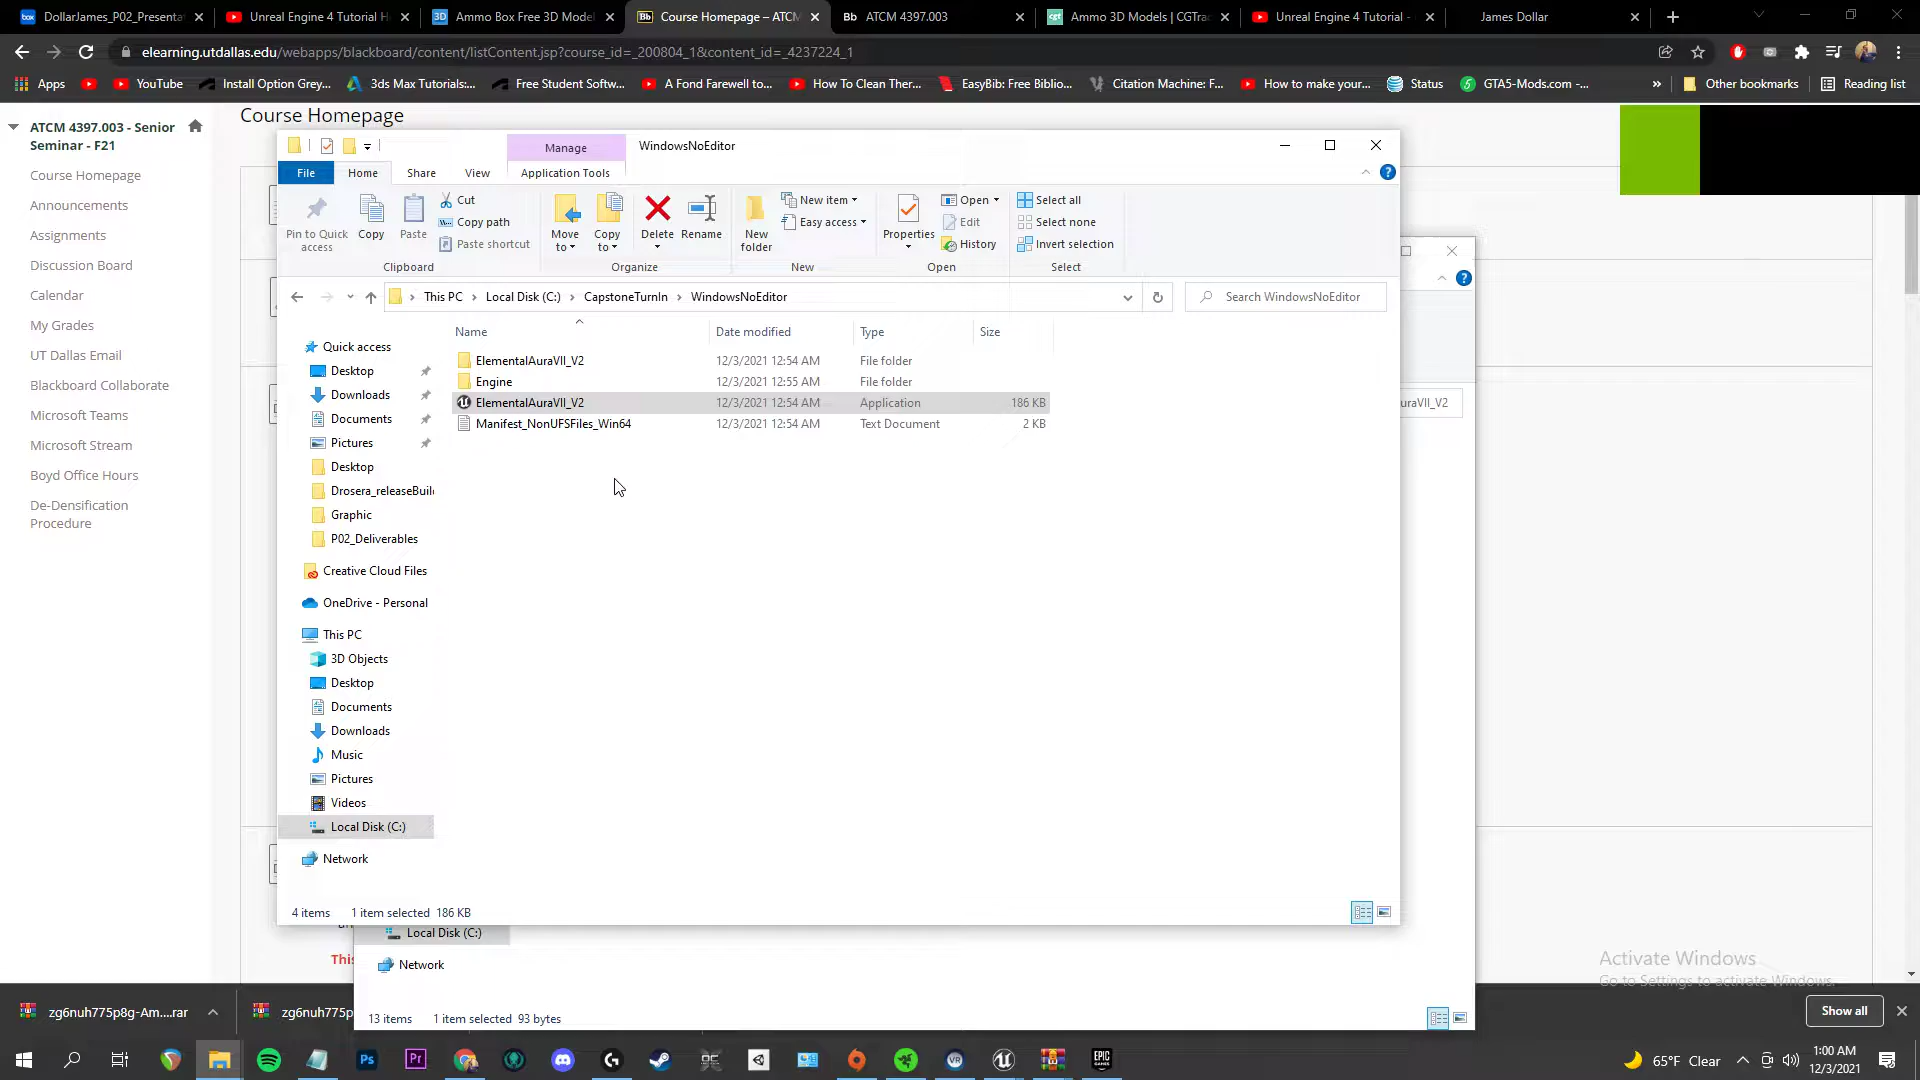 DollarJames_P02_Presenta
Unreal Engine 4 Tutorial H
Ammo Box Free 3D Model
Course Homepage – ATCM
ATCM 4397.003
Ammo 3D Models | CGTra
Unreal Engine 4 Tutorial -
James Dollar
elearning.utdallas.edu/webapps/blackboard/content/listContent.jsp?course_id=_200804_1&content_id=_4237224_1
Apps
YouTube
Install Option Grey...
3ds Max Tutorials:...
Free Student Softw...
A Fond Farewell to...
How To Clean Ther...
EasyBib: Free Biblio...
Citation Machine: F...
How to make your...
Status
GTA5-Mods.com -...
»
Other bookmarks
Reading list
ATCM 4397.003 - Senior
Seminar - F21
Course Homepage
Announcements
Assignments
Discussion Board
Calendar
My Grades
UT Dallas Email
Blackboard Collaborate
Microsoft Teams
Microsoft Stream
Boyd Office Hours
De-Densification
Procedure
Course Homepage
Manage
WindowsNoEditor
File
Home
Share
View
Application Tools
Pin to Quick
access
Copy
Paste
Cut
Copy path
Paste shortcut
Clipboard
Move
to
Copy
to
Delete
Rename
Organize
New
folder
New item
Easy access
New
Properties
Open
Edit
History
Open
Select all
Select none
Invert selection
Select
This PC > Local Disk (C:) > CapstoneTurnIn > WindowsNoEditor
Search WindowsNoEditor
Name
Date modified
Type
Size
ElementalAuraVII_V2 12/3/2021 12:54 AM File folder
Engine 12/3/2021 12:55 AM File folder
ElementalAuraVII_V2 12/3/2021 12:54 AM Application 186 KB
Manifest_NonUFSFiles_Win64 12/3/2021 12:54 AM Text Document 2 KB
Quick access
Desktop
Downloads
Documents
Pictures
Desktop
Drosera_releaseBuil
Graphic
P02_Deliverables
Creative Cloud Files
OneDrive - Personal
This PC
3D Objects
Desktop
Documents
Downloads
Music
Pictures
Videos
Local Disk (C:)
Network
4 items 1 item selected 186 KB
uraVII_V2
Local Disk (C:)
This
Network
13 items 1 item selected 93 bytes
Activate Windows
Go to Settings to activate Windows.
zg6nuh775p8g-Am....rar
zg6nuh775p
Show all
65°F Clear
1:00 AM
12/3/2021